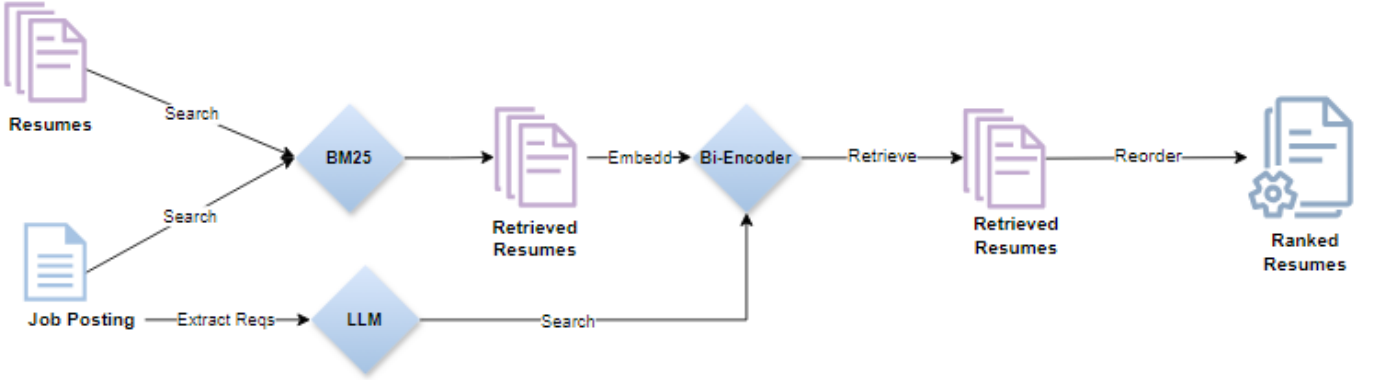 Resumes
Search
BM25
Search
Job Posting
Extract Reqs
LLM
Search
Retrieved
Resumes
Embedd
Bi-Encoder
Retrieve
Retrieved
Resumes
Reorder
Ranked
Resumes